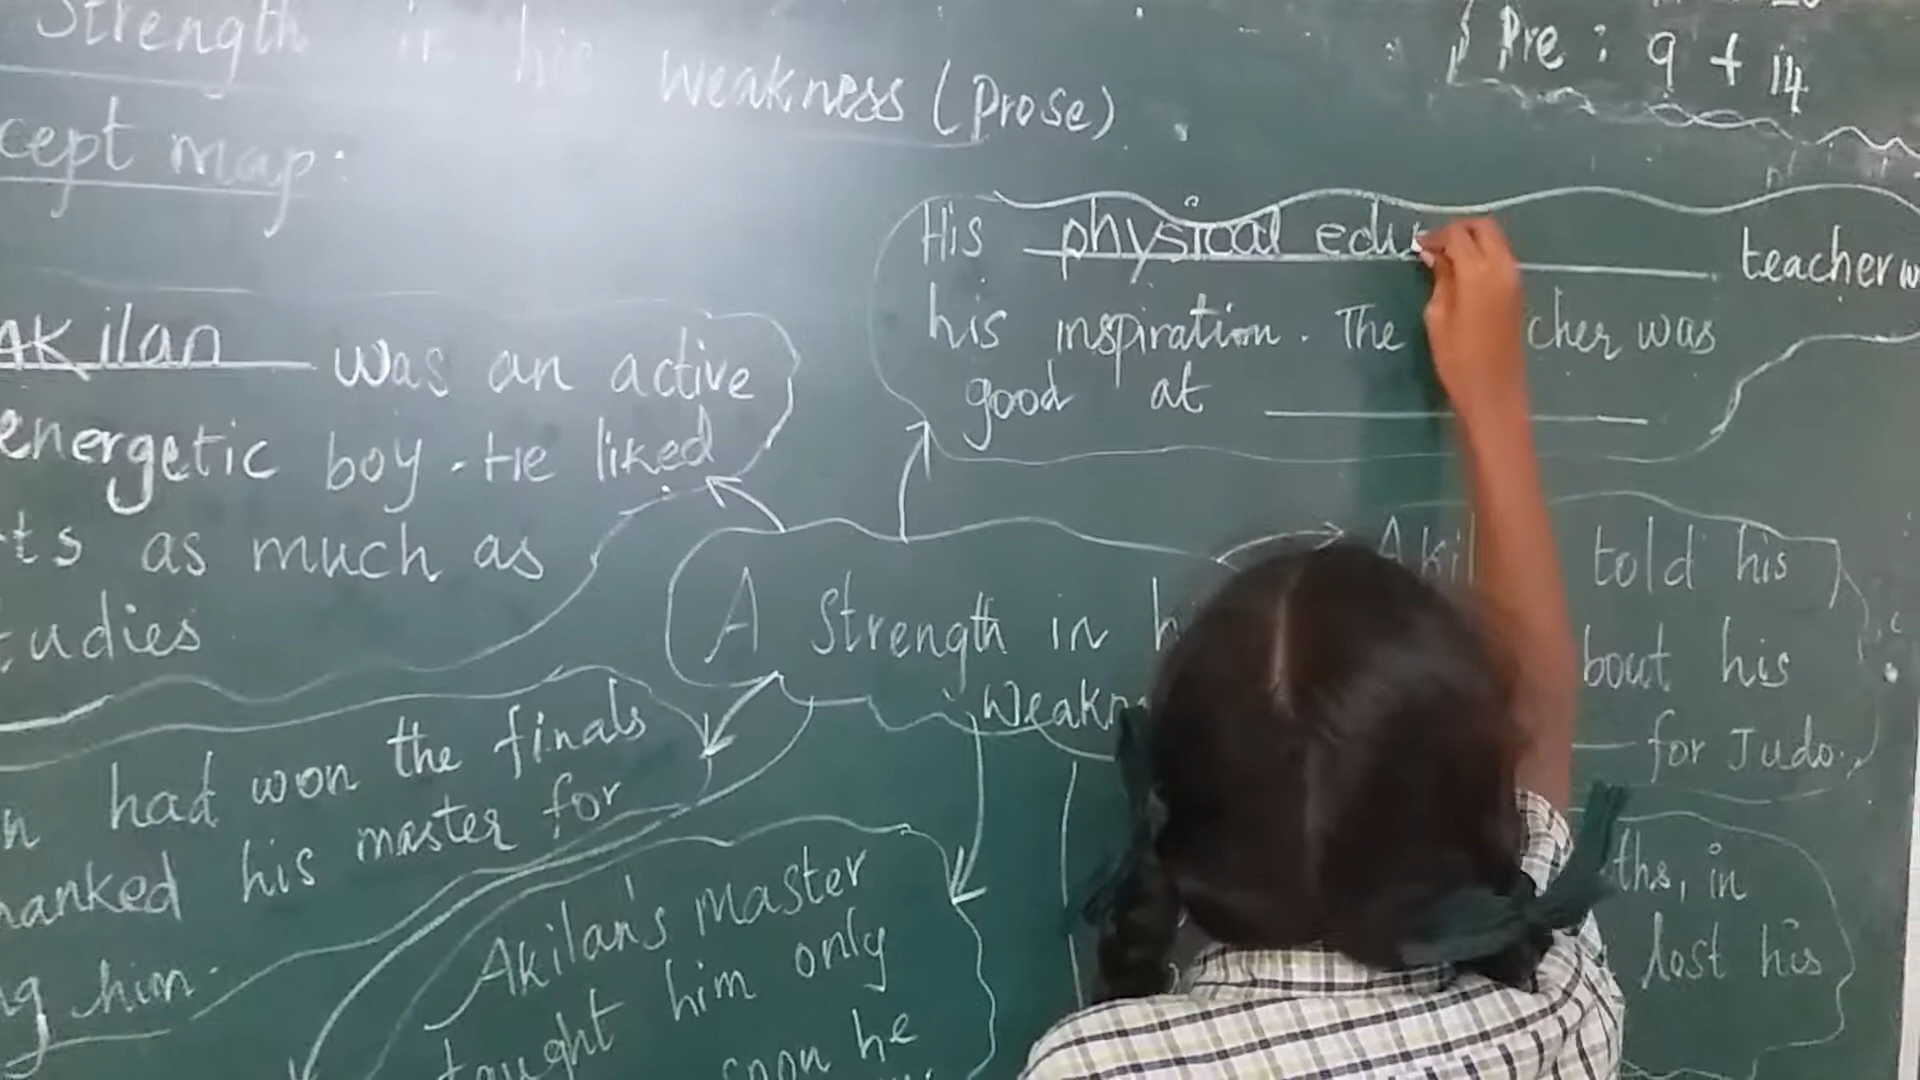 Strength in his weakness (Prose)
Pre : 9 + 14
cept map:
His physical edu teacher w
his inspiration. The cher was
good at
AKilan was an active
energetic boy. He liked
ts as much as
tudies
A Strength in h
Weakn
told his
bout his
for Judo.
n had won the finals
hanked his master for
ng him.
Akilan's master
taught him only
soon he
ths, in
lost his